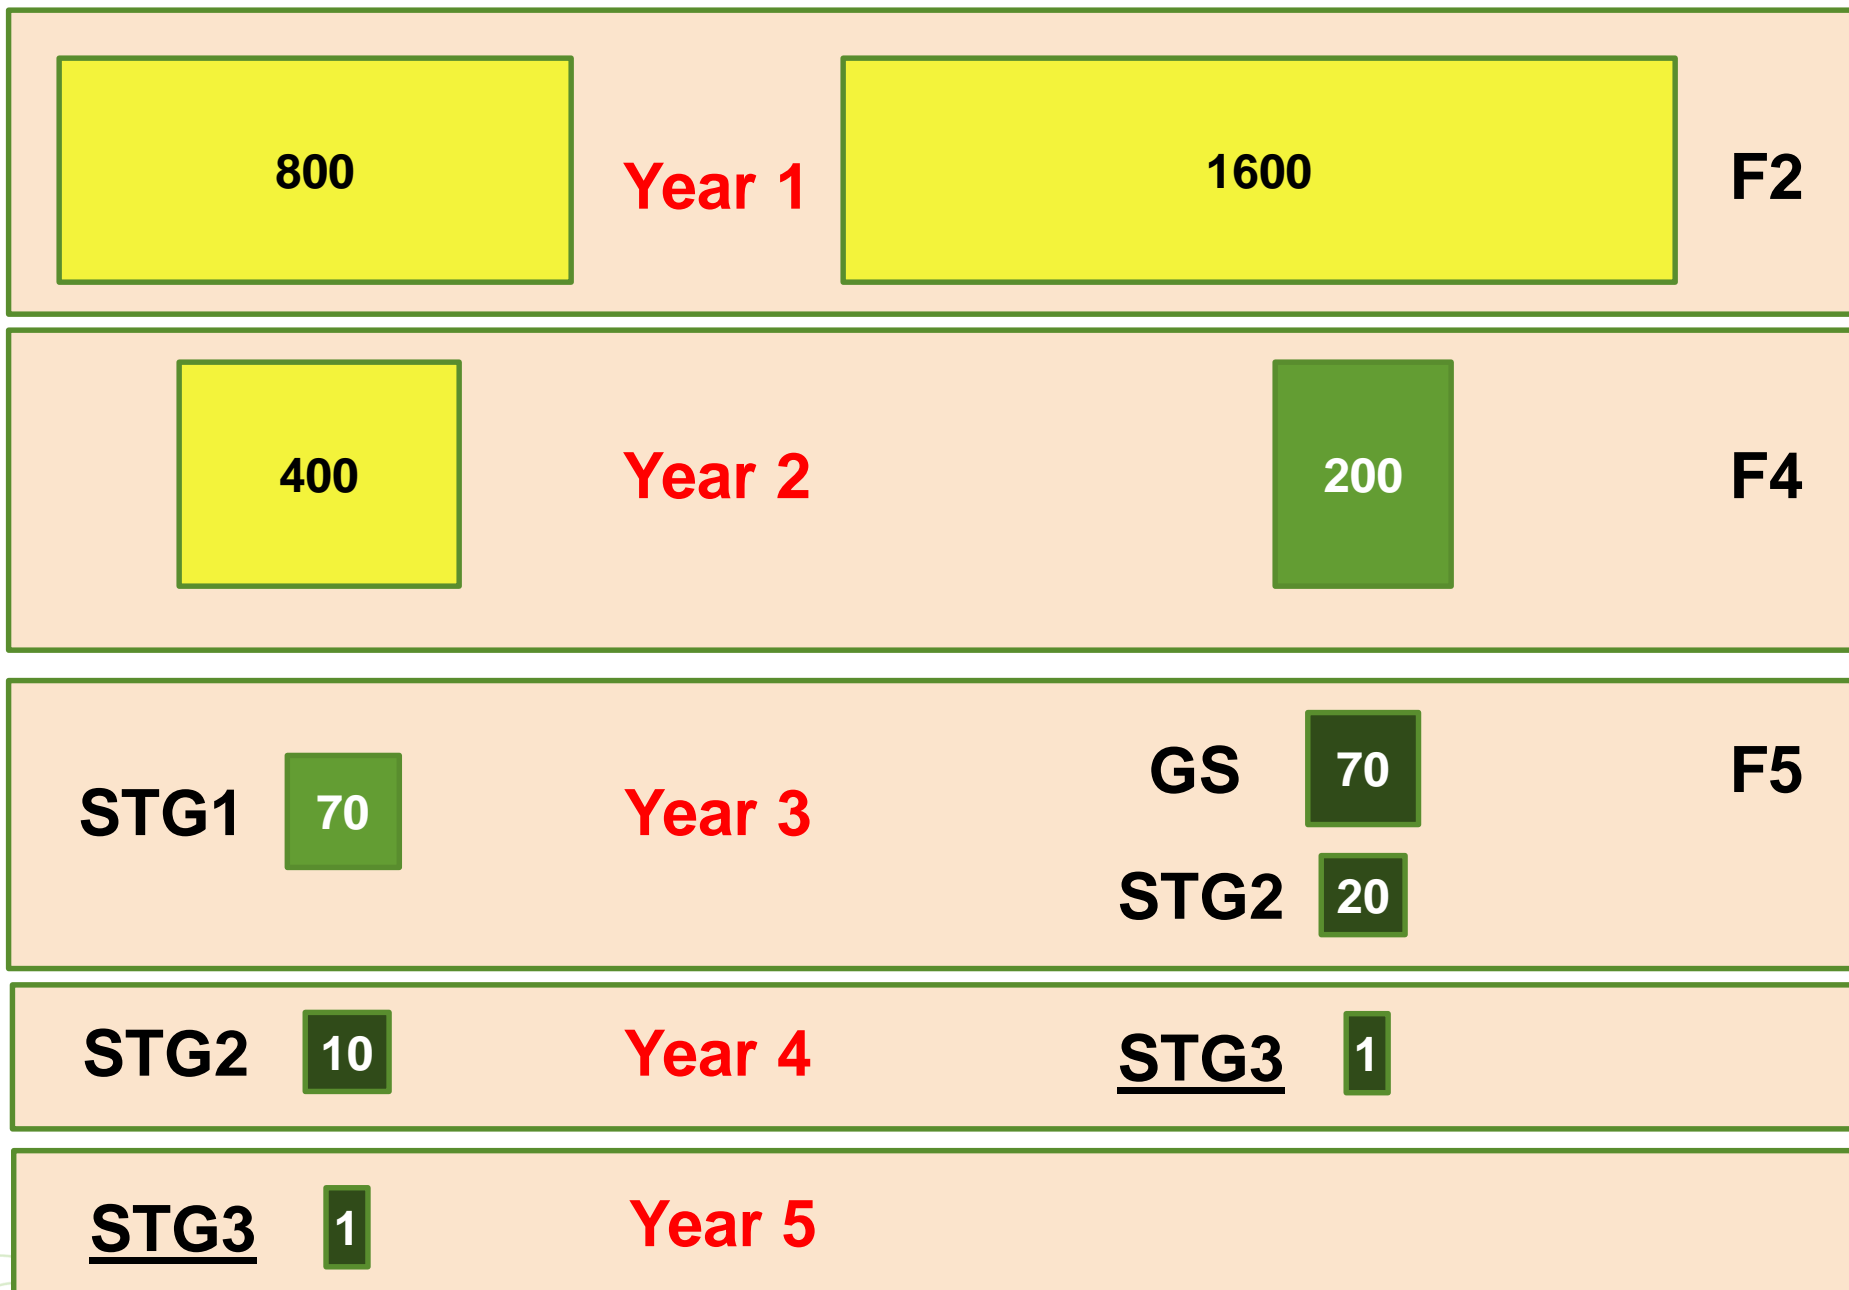 800 Year 1 1600 F2
400 Year 2 200 F4
GS 70 F5
STG1 70 Year 3
STG2 20
STG2 10 Year 4 STG3 1
STG3 1 Year 5